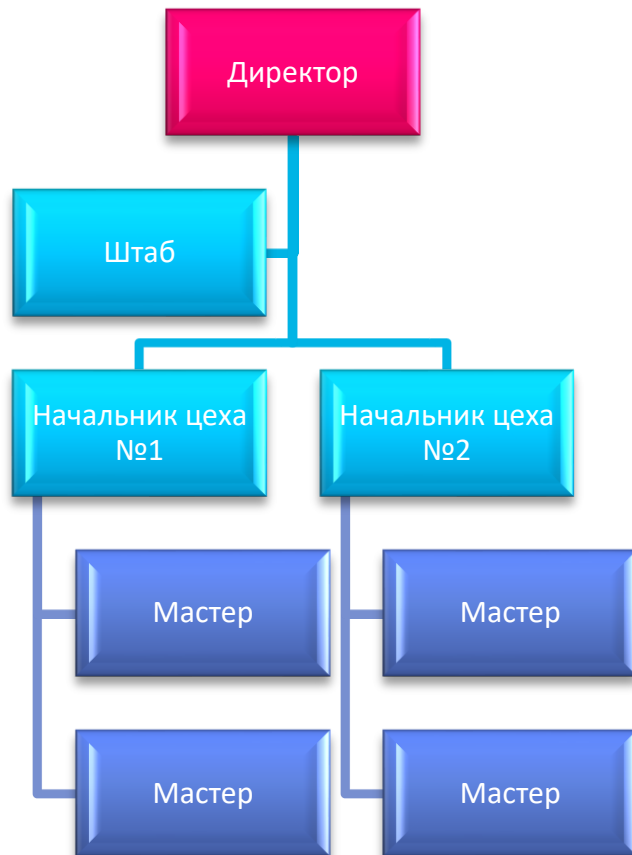 Директор
Штаб
Начальник цеха
№1
Начальник цеха
№2
Мастер
Мастер
Мастер
Мастер